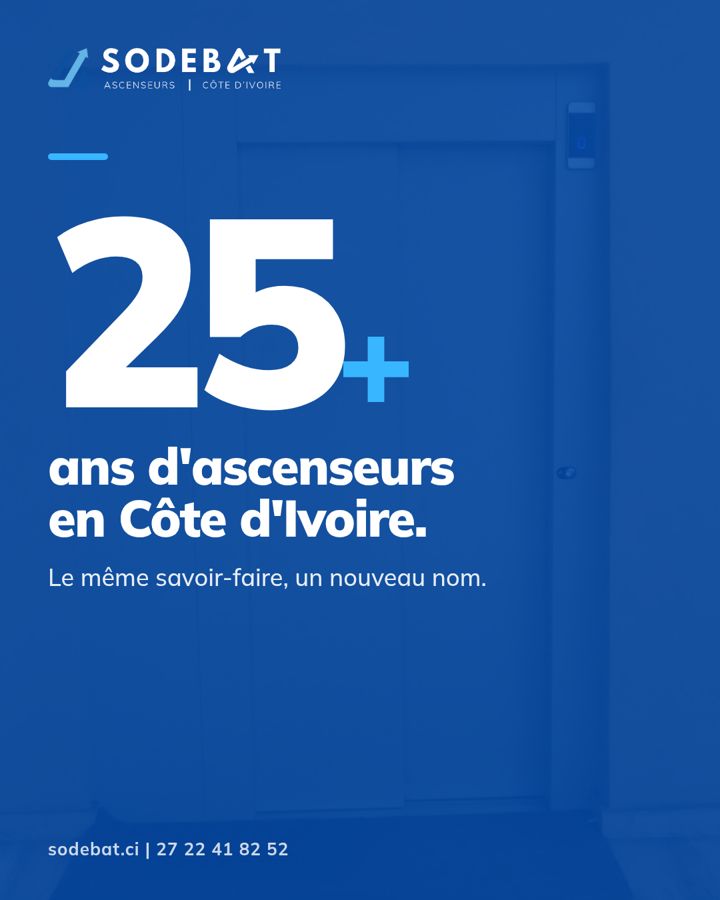 SODEBAT
ASCENSEURS | CÔTE D'IVOIRE
25+
ans d'ascenseurs
en Côte d'Ivoire.
Le même savoir-faire, un nouveau nom.
sodebat.ci | 27 22 41 82 52